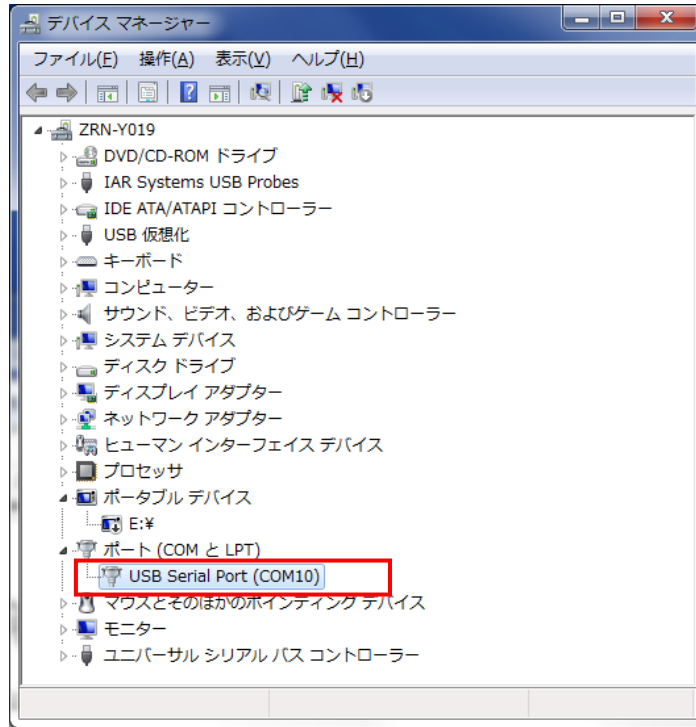 デバイス マネージャー
ファイル(F) 操作(A) 表示(V) ヘルプ(H)
ZRN-Y019
DVD/CD-ROM ドライブ
IAR Systems USB Probes
IDE ATA/ATAPI コントローラー
USB 仮想化
キーボード
コンピューター
サウンド、ビデオ、およびゲーム コントローラー
システム デバイス
ディスク ドライブ
ディスプレイ アダプター
ネットワーク アダプター
ヒューマン インターフェイス デバイス
プロセッサ
ポータブル デバイス
E:¥
ポート (COM と LPT)
USB Serial Port (COM10)
マウスとそのほかのポインティング デバイス
モニター
ユニバーサル シリアル バス コントローラー